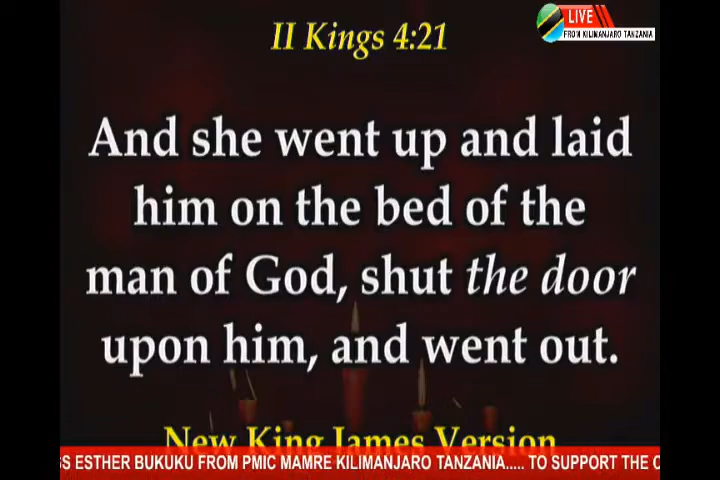 II Kings 4:21
LIVE
FROM KILIMANJARO TANZANIA
And she went up and laid
him on the bed of the
man of God, shut the door
upon him, and went out.
New King James Version
ESTHER BUKUKU FROM PMIC MAMRE KILIMANJARO TANZANIA..... TO SUPPORT THE